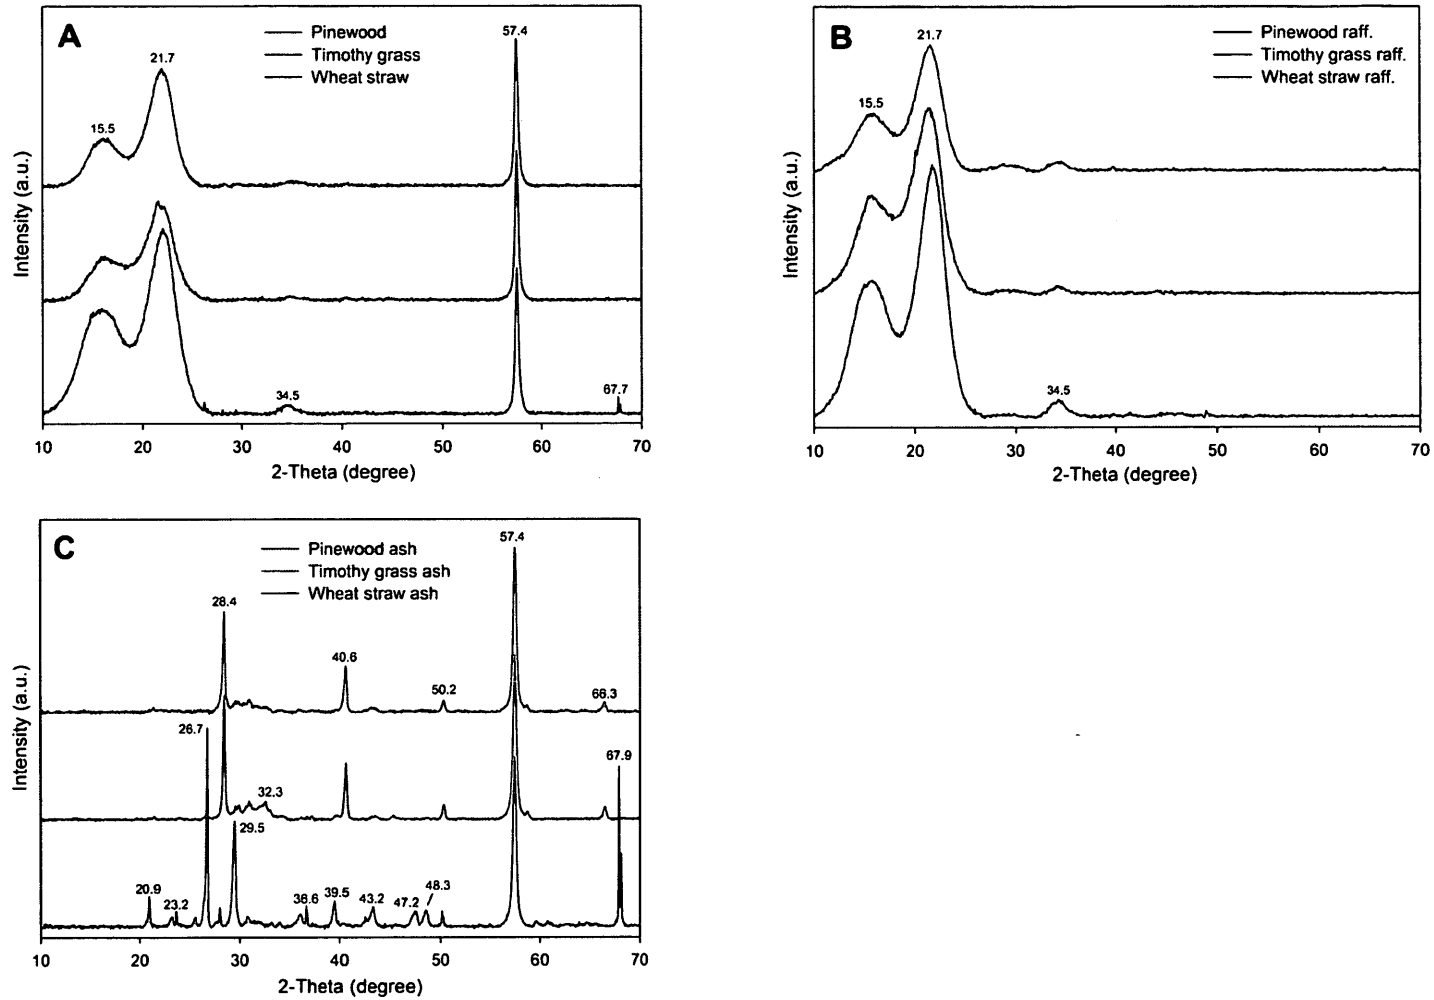 A
Pinewood
Timothy grass
Wheat straw
57.4
21.7
15.5
34.5
67.7
Intensity (a.u.)
10 20 30 40 50 60 70
2-Theta (degree)
B
Pinewood raff.
Timothy grass raff.
Wheat straw raff.
21.7
15.5
34.5
Intensity (a.u.)
10 20 30 40 50 60 70
2-Theta (degree)
C
Pinewood ash
Timothy grass ash
Wheat straw ash
57.4
28.4
40.6
50.2
66.3
26.7
67.9
32.3
29.5
20.9
23.2
36.6
39.5
43.2
47.2
48.3
Intensity (a.u.)
10 20 30 40 50 60 70
2-Theta (degree)